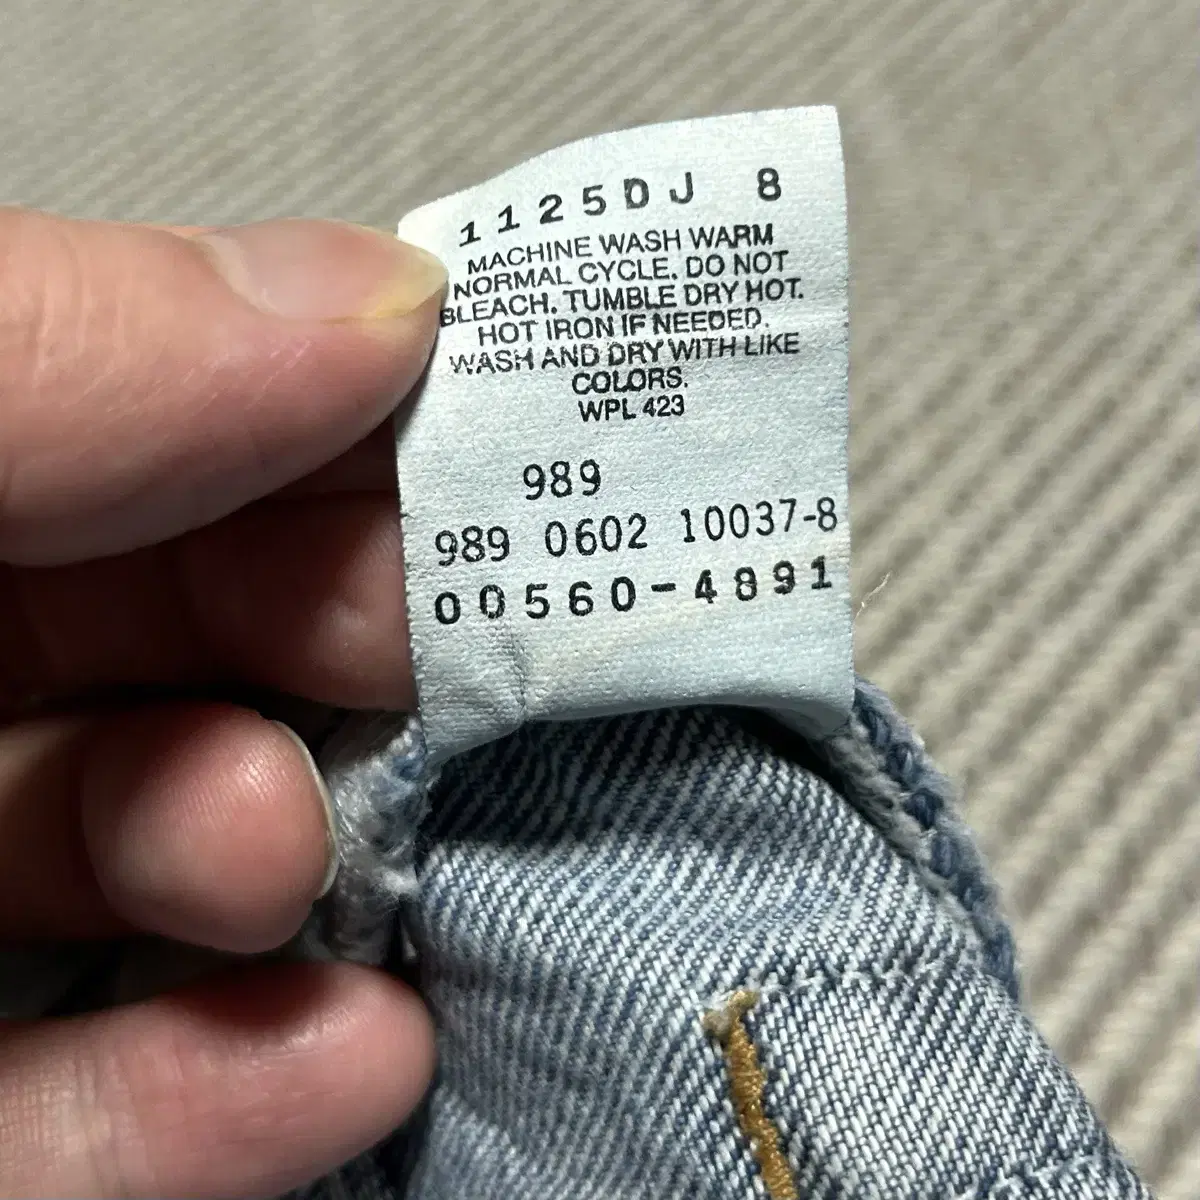 1125DJ 8
MACHINE WASH WARM
NORMAL CYCLE. DO NOT
BLEACH. TUMBLE DRY HOT.
HOT IRON IF NEEDED.
WASH AND DRY WITH LIKE
COLORS.
WPL 423
989
989 0602 10037-8
00560-4891